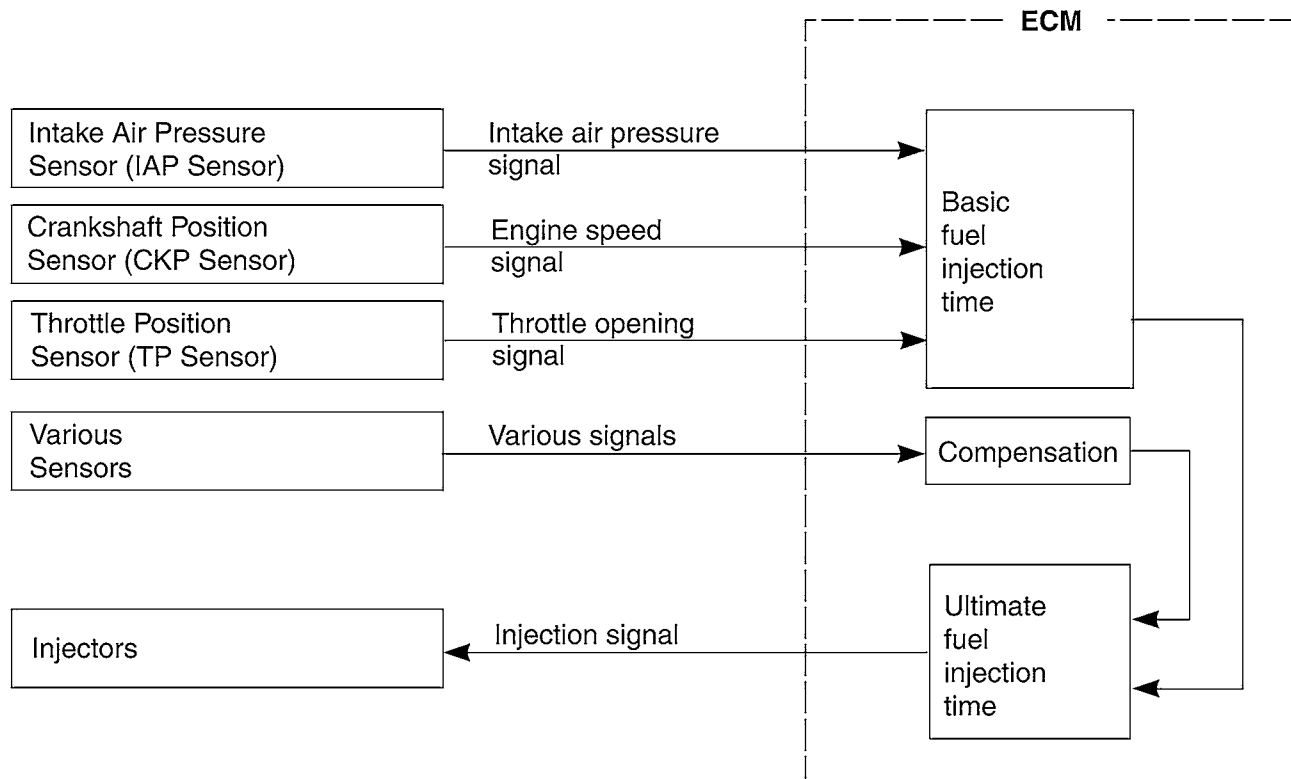 ECM
Intake Air Pressure
Sensor (IAP Sensor)
Intake air pressure
signal
Crankshaft Position
Sensor (CKP Sensor)
Engine speed
signal
Throttle Position
Sensor (TP Sensor)
Throttle opening
signal
Basic
fuel
injection
time
Various
Sensors
Various signals
Compensation
Injectors
Injection signal
Ultimate
fuel
injection
time